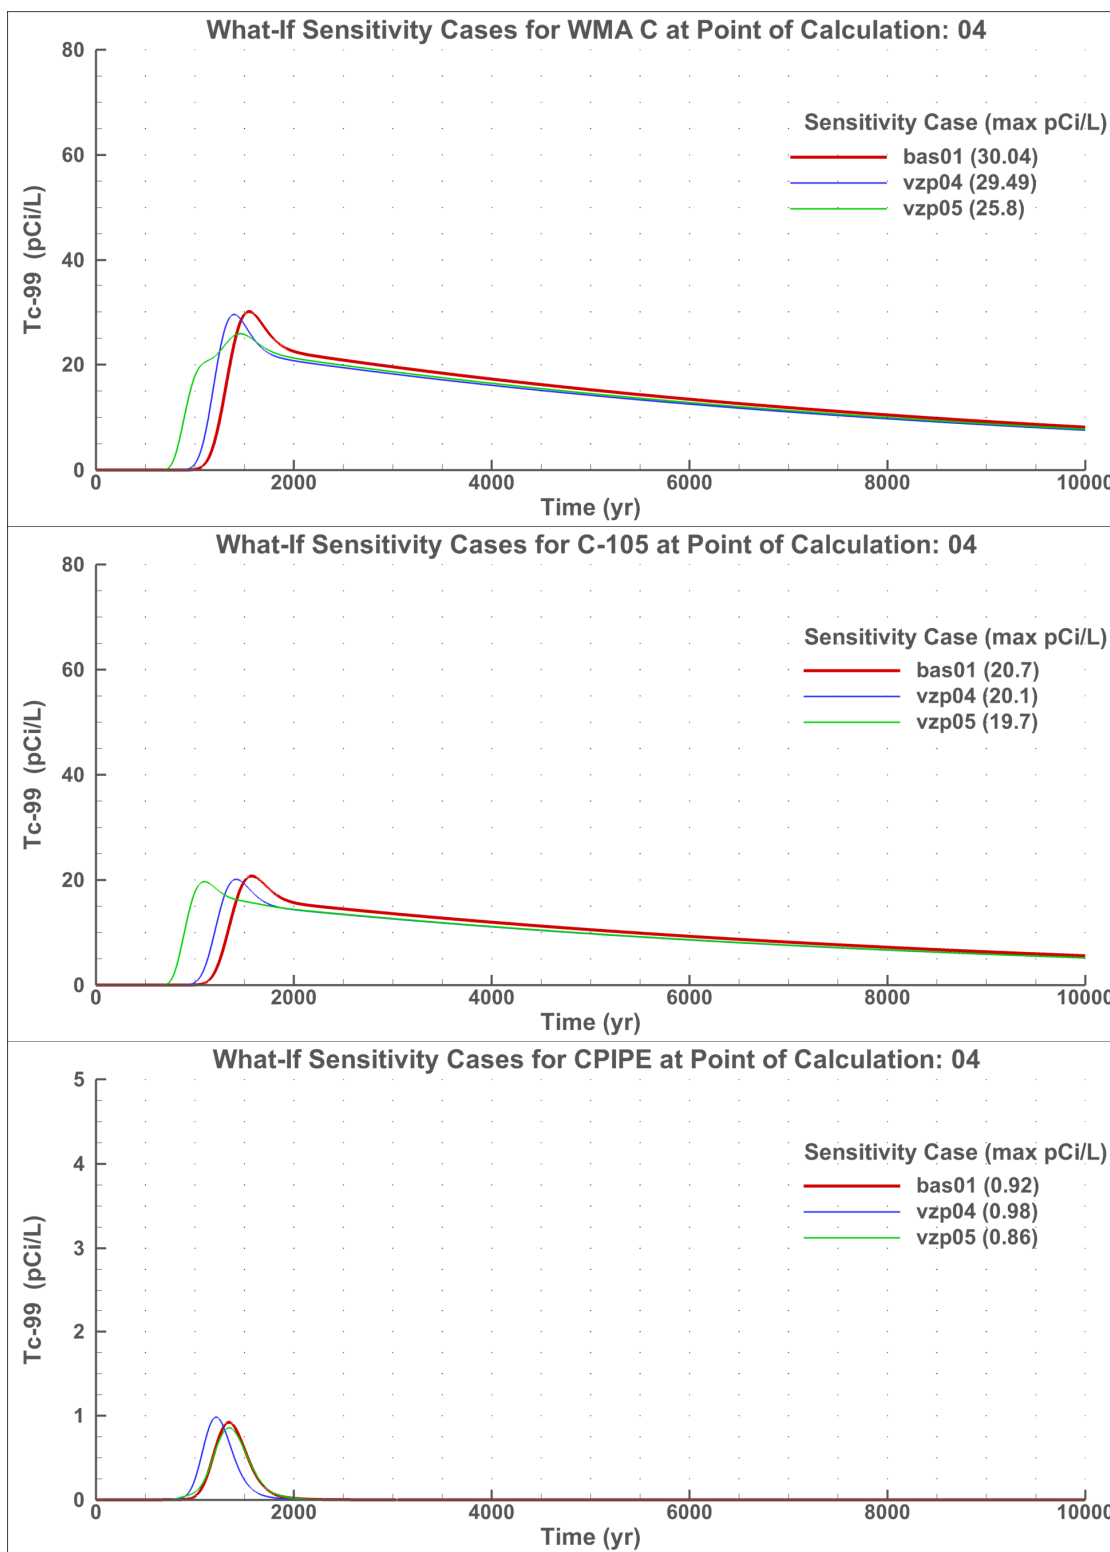 What-If Sensitivity Cases for WMA C at Point of Calculation: 04
80
60
40
20
0
Tc-99 (pCi/L)
Sensitivity Case (max pCi/L)
bas01 (30.04)
vzp04 (29.49)
vzp05 (25.8)
0 2000 4000 6000 8000 10000
Time (yr)
What-If Sensitivity Cases for C-105 at Point of Calculation: 04
80
60
40
20
0
Tc-99 (pCi/L)
Sensitivity Case (max pCi/L)
bas01 (20.7)
vzp04 (20.1)
vzp05 (19.7)
0 2000 4000 6000 8000 10000
Time (yr)
What-If Sensitivity Cases for CPIPE at Point of Calculation: 04
5
4
3
2
1
0
Tc-99 (pCi/L)
Sensitivity Case (max pCi/L)
bas01 (0.92)
vzp04 (0.98)
vzp05 (0.86)
0 2000 4000 6000 8000 10000
Time (yr)